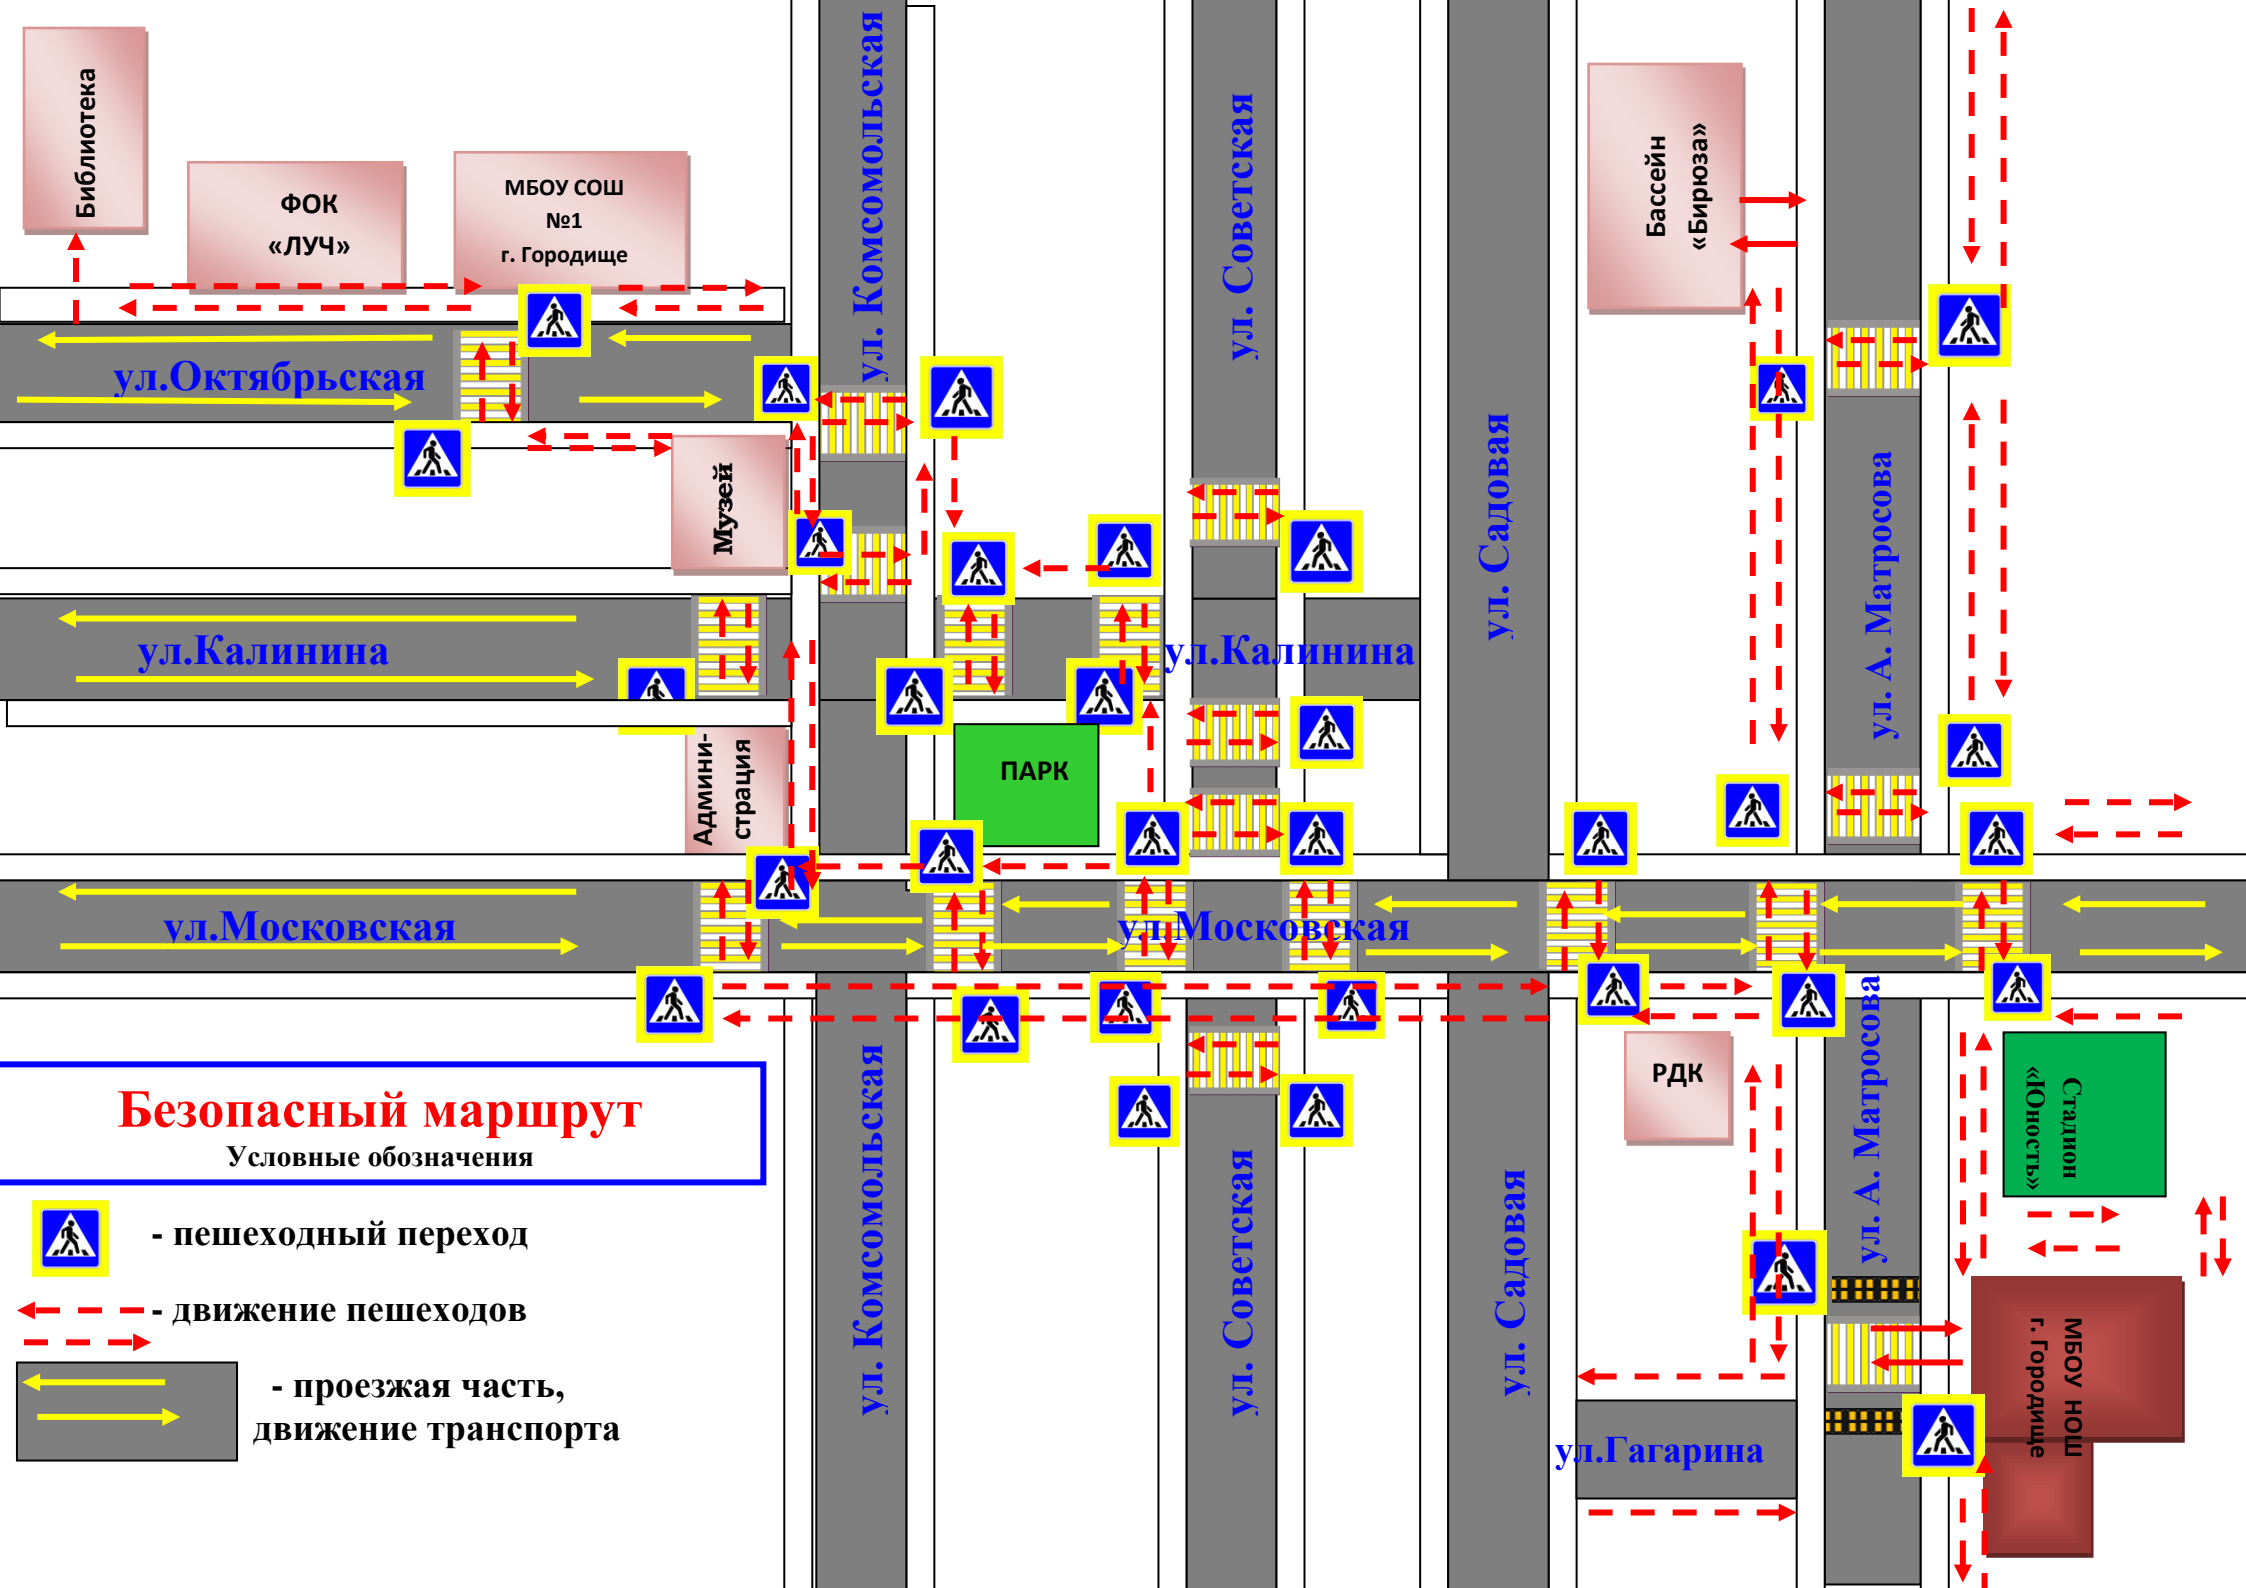 Библиотека
ФОК
«ЛУЧ»
МБОУ СОШ
№1
г. Городище
ул. Комсомольская
ул. Советская
ул. Садовая
Бассейн
«Бирюза»
ул. А. Матросова
ул.Октябрьская
Музей
ул.Калинина
ул.Калинина
Админи-
страция
ПАРК
ул.Московская
ул.Московская
РДК
Стадион
«Юность»
ул. Комсомольская
ул. Советская
ул. Садовая
ул. А. Матросова
МБОУ НОШ
г. Городище
ул.Гагарина
Безопасный маршрут
Условные обозначения
- пешеходный переход
- движение пешеходов
- проезжая часть,
движение транспорта